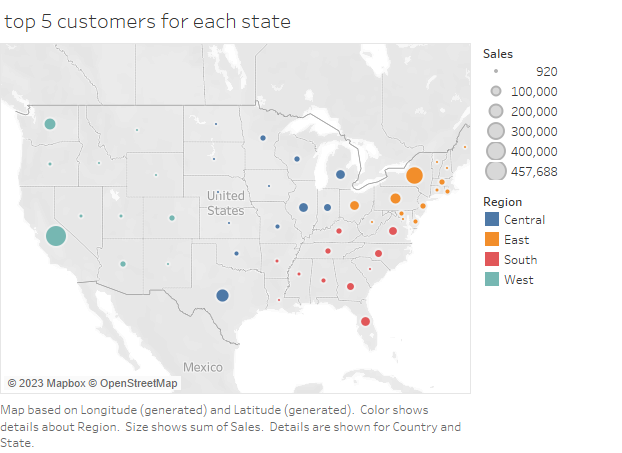 top 5 customers for each state
Sales
920
100,000
200,000
300,000
400,000
457,688
Region
Central
East
South
West
United
States
Mexico
© 2023 Mapbox © OpenStreetMap
Map based on Longitude (generated) and Latitude (generated). Color shows
details about Region. Size shows sum of Sales. Details are shown for Country and
State.